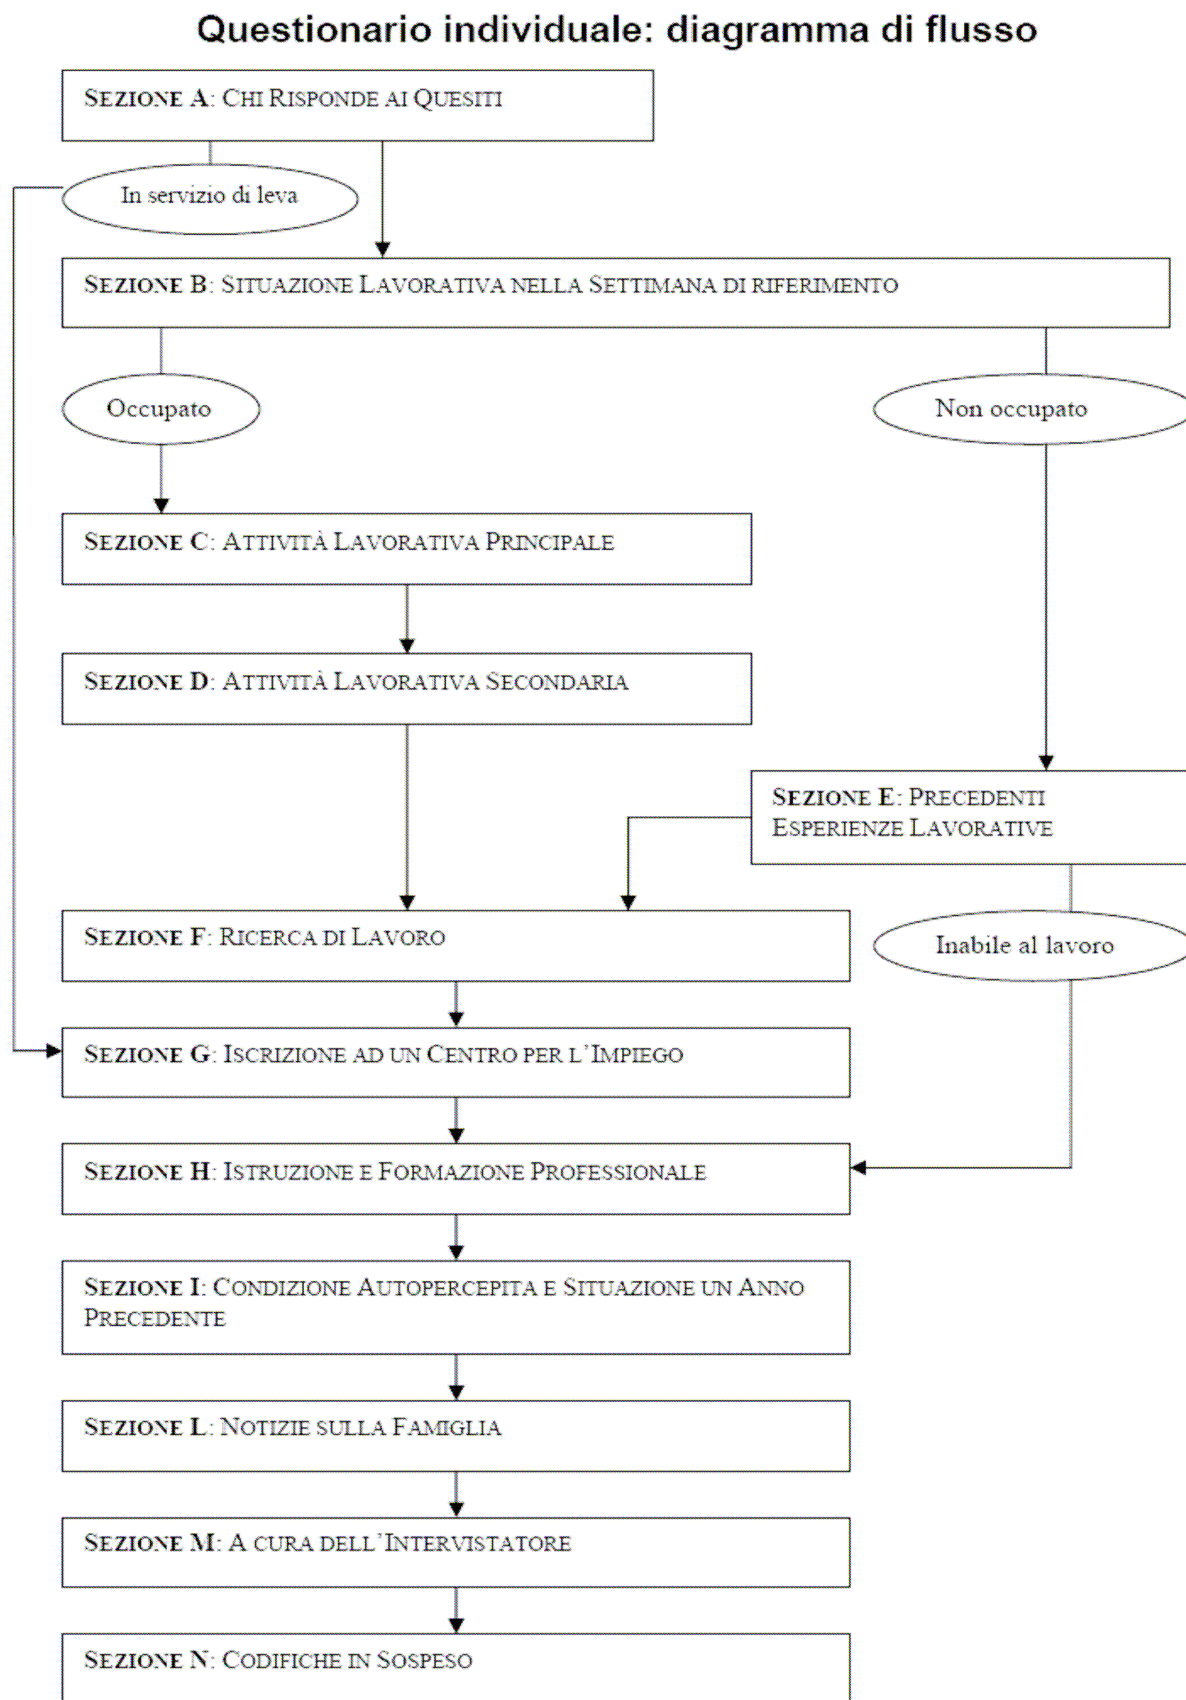 Questionario individuale: diagramma di flusso
SEZIONE A: CHI RISPONDE AI QUESITI
In servizio di leva
SEZIONE B: SITUAZIONE LAVORATIVA NELLA SETTIMANA DI RIFERIMENTO
Occupato
Non occupato
SEZIONE C: ATTIVITÀ LAVORATIVA PRINCIPALE
SEZIONE D: ATTIVITÀ LAVORATIVA SECONDARIA
SEZIONE E: PRECEDENTI
ESPERIENZE LAVORATIVE
SEZIONE F: RICERCA DI LAVORO
Inabile al lavoro
SEZIONE G: ISCRIZIONE AD UN CENTRO PER L'IMPIEGO
SEZIONE H: ISTRUZIONE E FORMAZIONE PROFESSIONALE
SEZIONE I: CONDIZIONE AUTOPERCEPITA E SITUAZIONE UN ANNO
PRECEDENTE
SEZIONE L: NOTIZIE SULLA FAMIGLIA
SEZIONE M: A CURA DELL'INTERVISTATORE
SEZIONE N: CODIFICHE IN SOSPESO